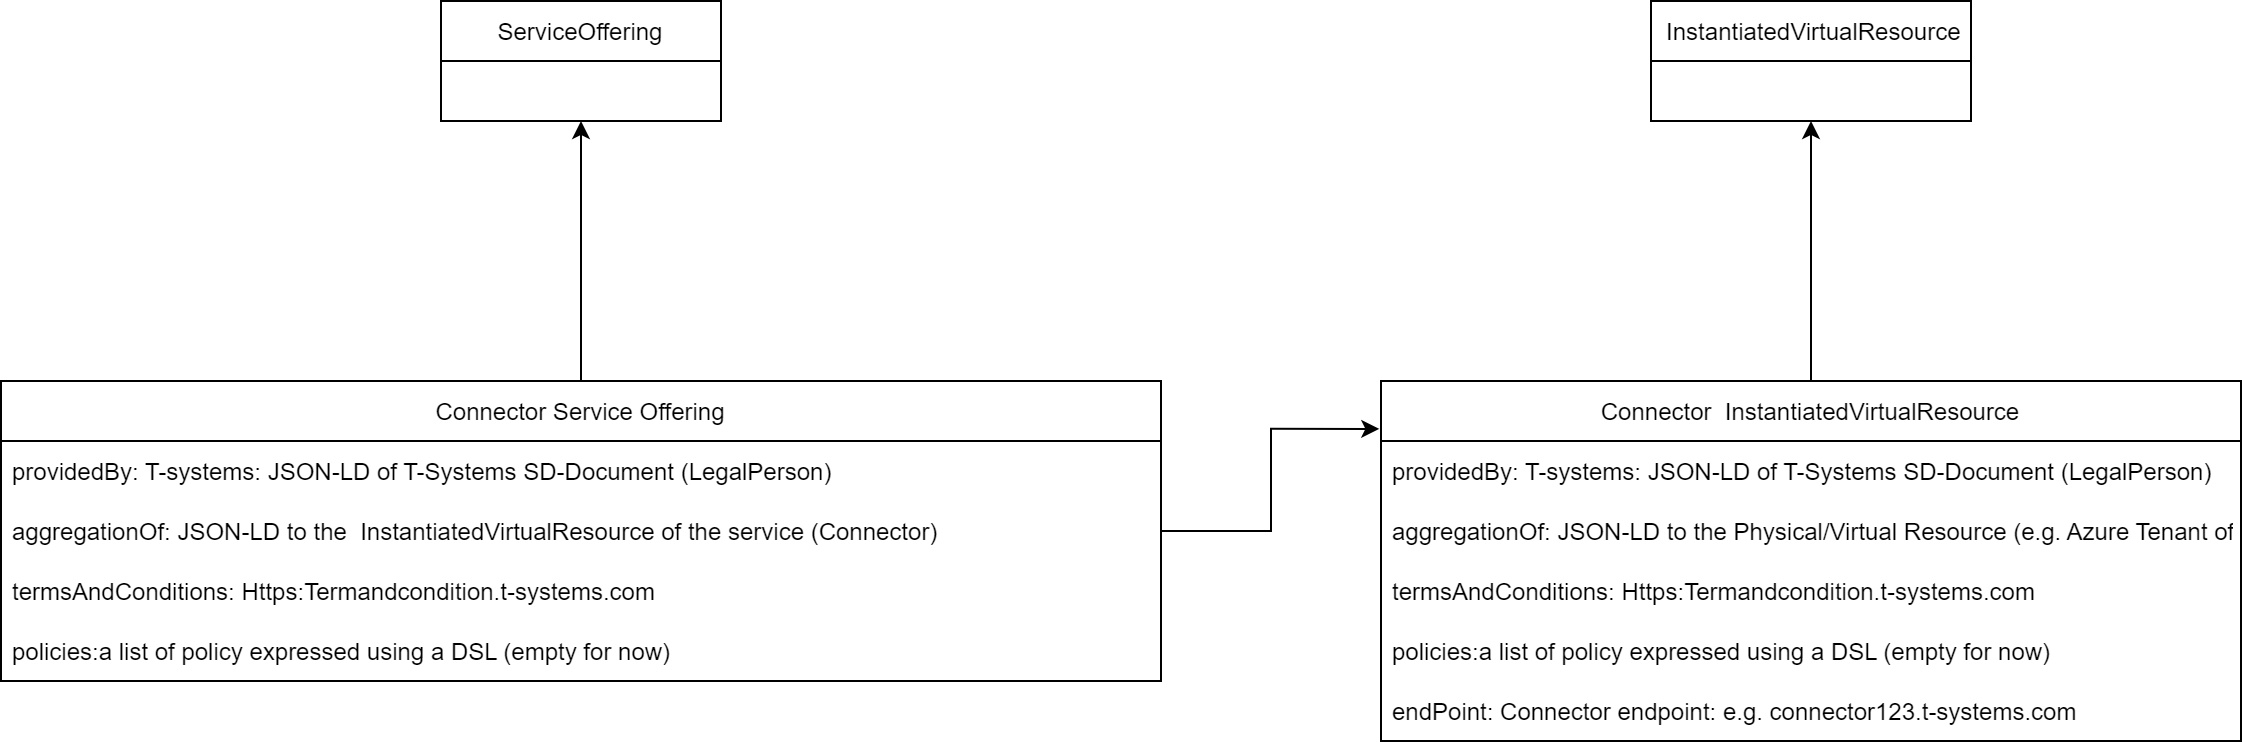 ServiceOffering
InstantiatedVirtualResource
Connector Service Offering
providedBy: T-systems: JSON-LD of T-Systems SD-Document (LegalPerson)
aggregationOf: JSON-LD to the  InstantiatedVirtualResource of the service (Connector)
termsAndConditions: Https:Termandcondition.t-systems.com
policies:a list of policy expressed using a DSL (empty for now)
Connector  InstantiatedVirtualResource
providedBy: T-systems: JSON-LD of T-Systems SD-Document (LegalPerson)
aggregationOf: JSON-LD to the Physical/Virtual Resource (e.g. Azure Tenant of
termsAndConditions: Https:Termandcondition.t-systems.com
policies:a list of policy expressed using a DSL (empty for now)
endPoint: Connector endpoint: e.g. connector123.t-systems.com